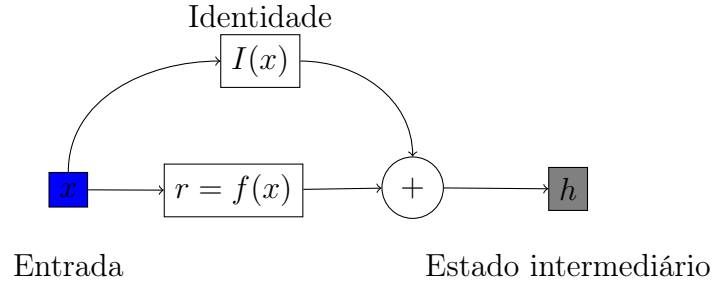 Identidade
I(x)
x
r = f(x)
+
h
Entrada
Estado intermediário